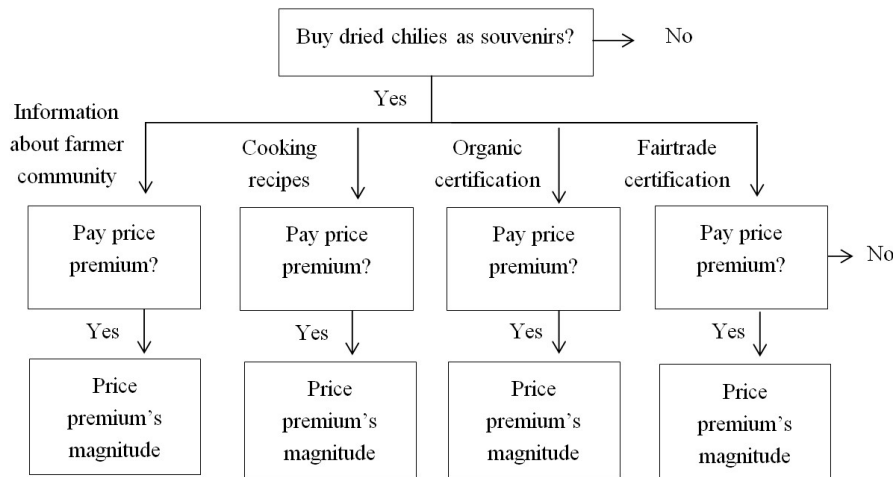 Buy dried chilies as souvenirs?
No
Yes
Information
about farmer
community
Cooking
recipes
Organic
certification
Fairtrade
certification
Pay price
premium?
Pay price
premium?
Pay price
premium?
Pay price
premium?
No
Yes
Yes
Yes
Yes
Price
premium's
magnitude
Price
premium's
magnitude
Price
premium's
magnitude
Price
premium's
magnitude